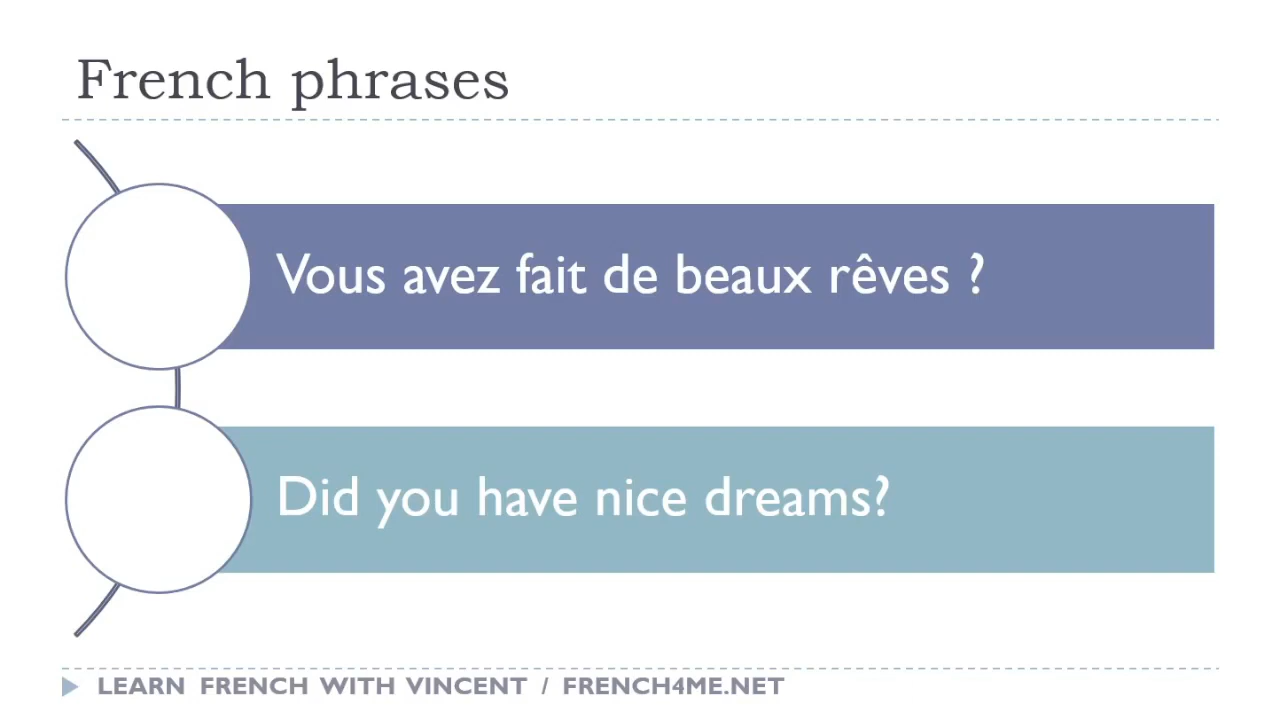 French phrases
Vous avez fait de beaux rêves ?
Did you have nice dreams?
LEARN FRENCH WITH VINCENT / FRENCH4ME.NET